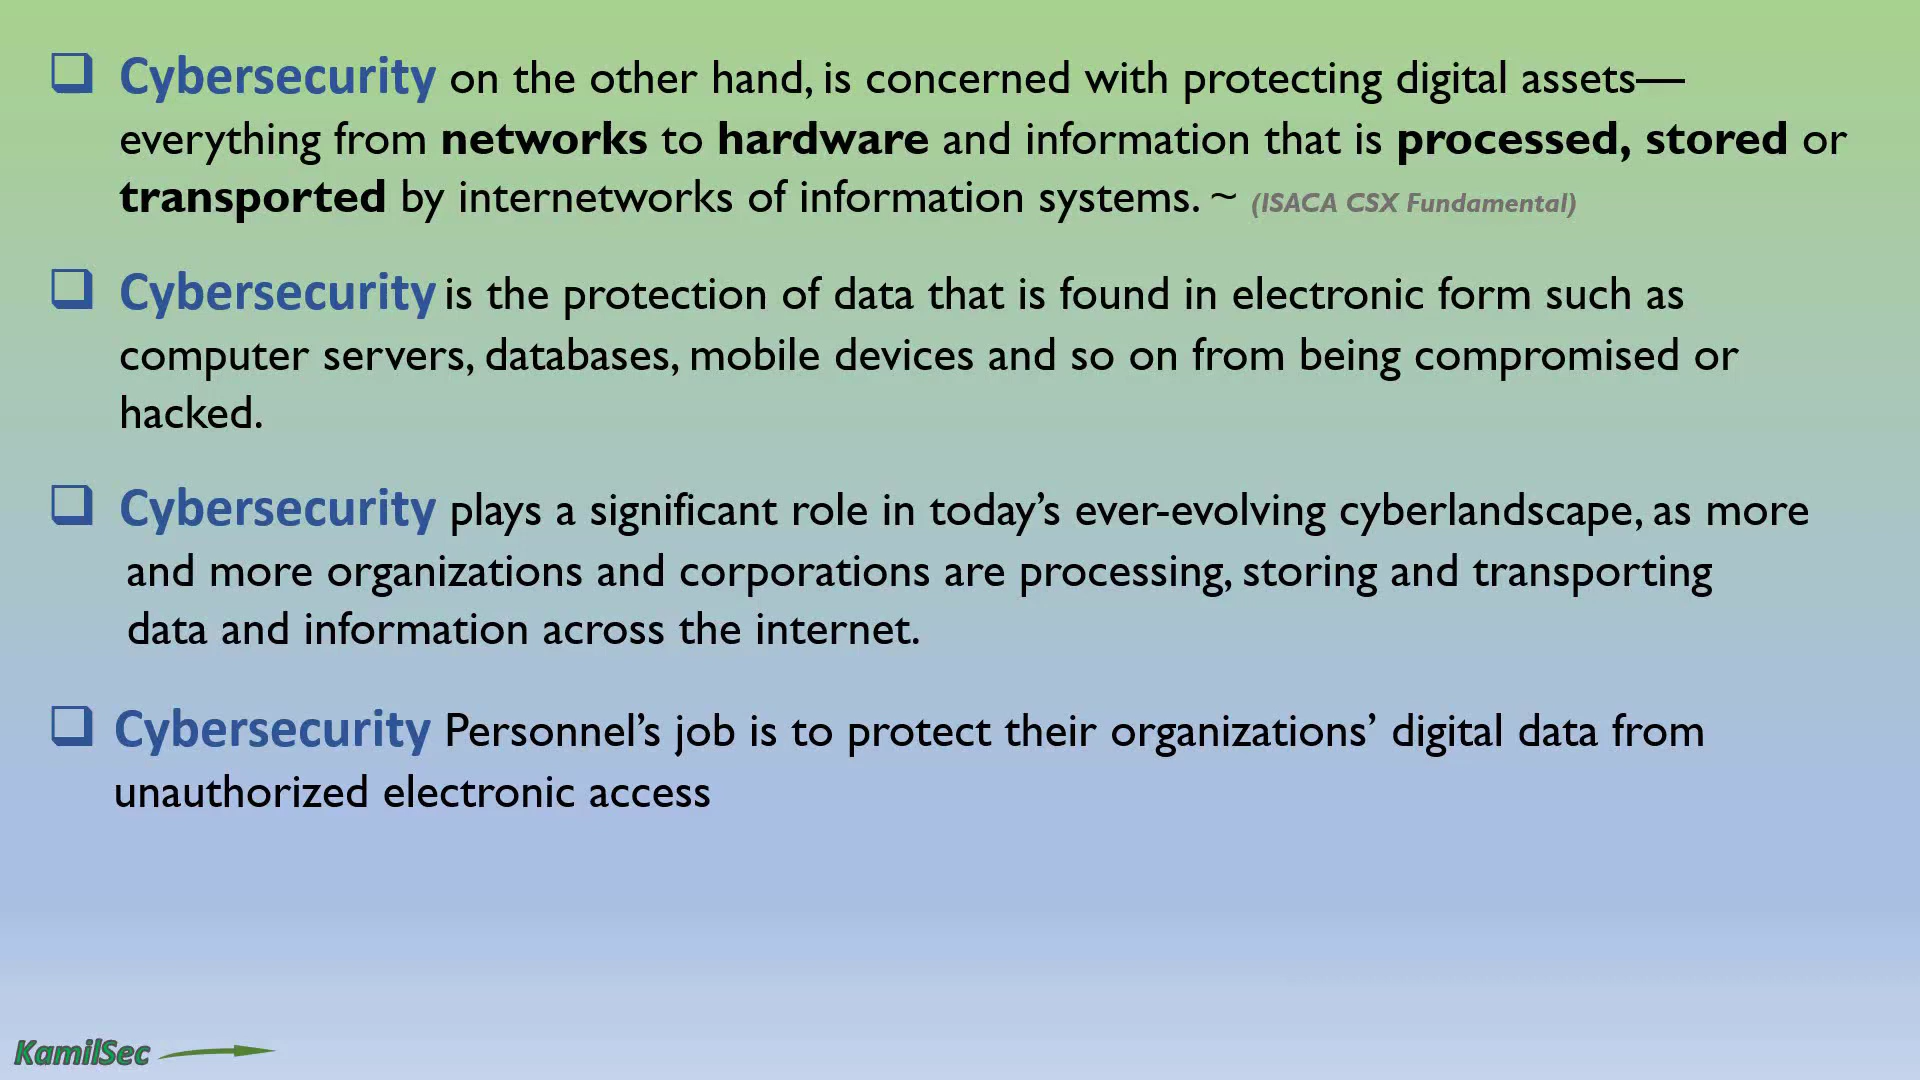 ❑ Cybersecurity on the other hand, is concerned with protecting digital assets—
everything from networks to hardware and information that is processed, stored or
transported by internetworks of information systems. ~ (ISACA CSX Fundamental)
❑ Cybersecurity is the protection of data that is found in electronic form such as
computer servers, databases, mobile devices and so on from being compromised or
hacked.
❑ Cybersecurity plays a significant role in today’s ever-evolving cyberlandscape, as more
and more organizations and corporations are processing, storing and transporting
data and information across the internet.
❑ Cybersecurity Personnel’s job is to protect their organizations’ digital data from
unauthorized electronic access
KamilSec